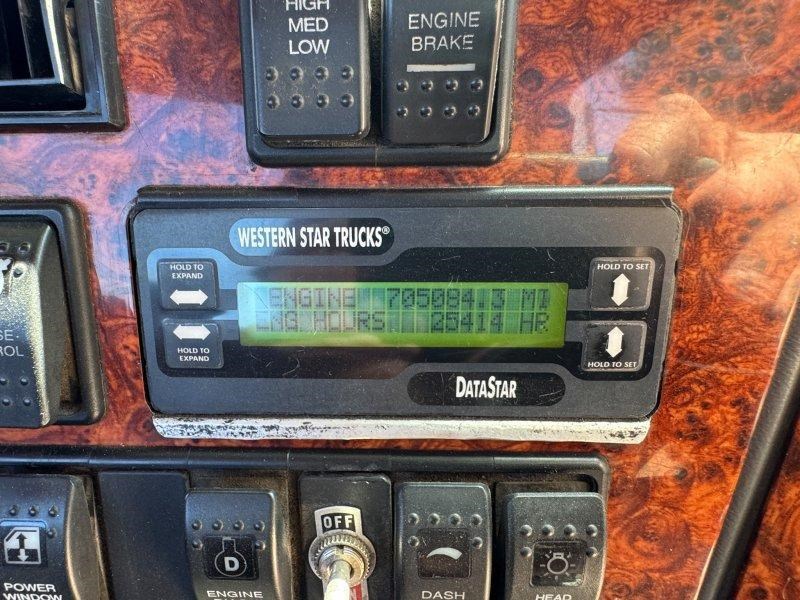 HIGH
MED
LOW
ENGINE
BRAKE
WESTERN STAR TRUCKS®
HOLD TO
EXPAND
HOLD TO SET
ENGINE 705084.3 MI
ENG HOURS 25414 HR
HOLD TO
EXPAND
HOLD TO SET
DATASTAR
OFF
D
POWER
WINDOW
ENGINE
DASH
HEAD